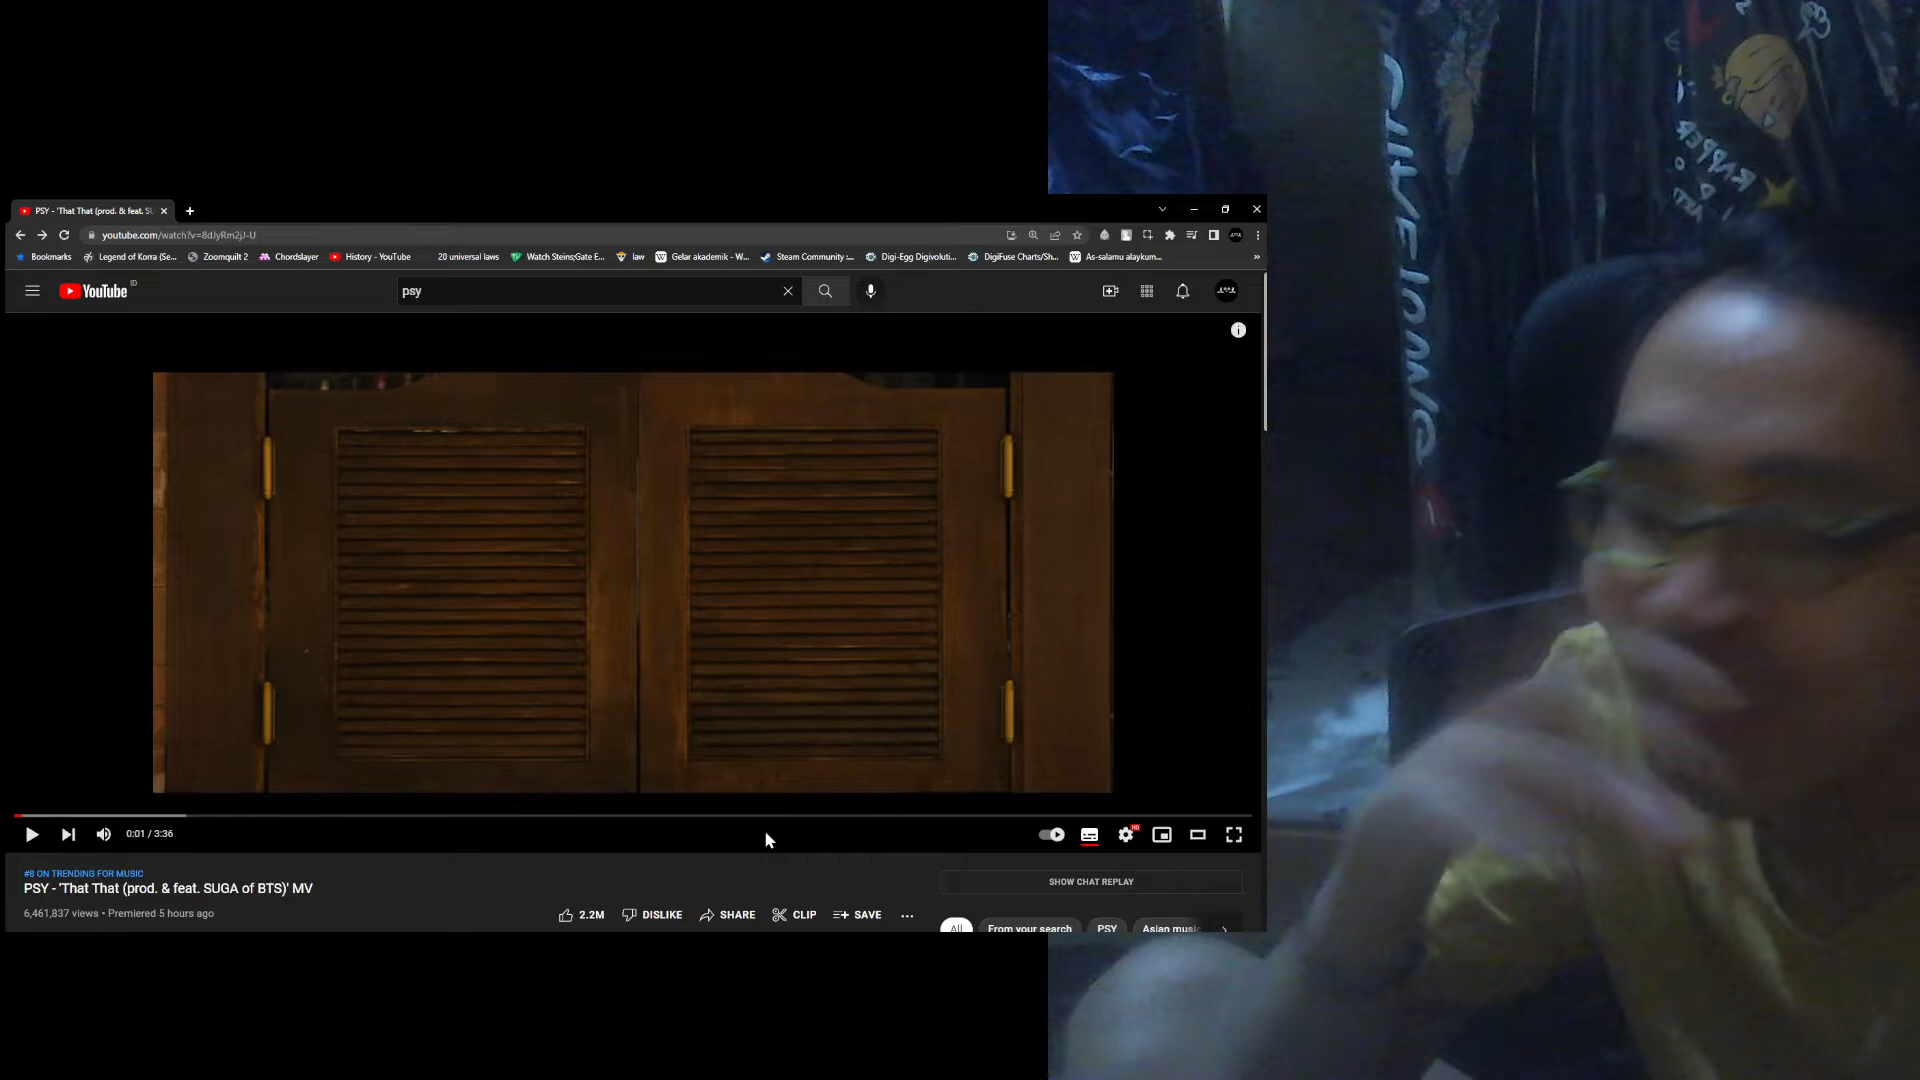 PSY - 'That That (prod. & feat. SU
youtube.com/watch?v=8dJyRm2jJ-U
Bookmarks Legend of Korra (Se... Zoomquilt 2 Chordslayer History - YouTube 20 universal laws Watch Steins;Gate E... law Gelar akademik - W... Steam Community :... Digi-Egg Digivoluti... DigiFuse Charts/Sh... As-salamu alaykum... »
YouTube ID
psy
0:01 / 3:36
HD
#8 ON TRENDING FOR MUSIC
PSY - 'That That (prod. & feat. SUGA of BTS)' MV
6,461,837 views • Premiered 5 hours ago
2.2M DISLIKE SHARE CLIP SAVE ...
SHOW CHAT REPLAY
All From your search PSY Asian music
RAPPER